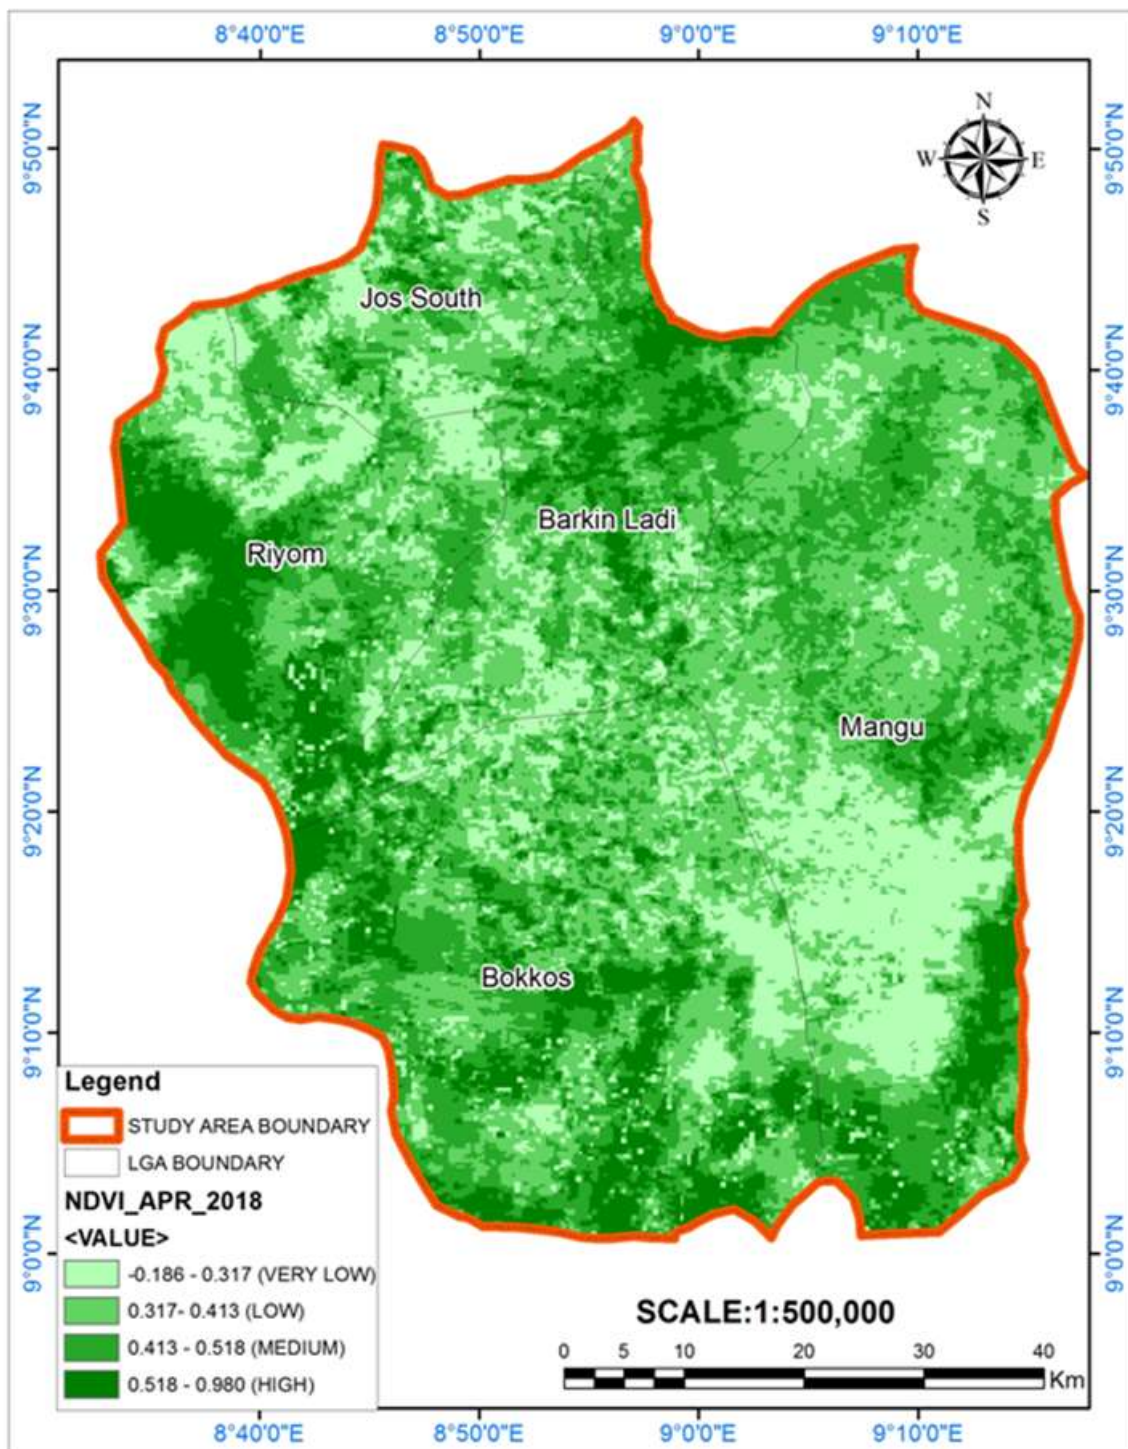 8°40'0"E 8°50'0"E 9°0'0"E 9°10'0"E
N
W E
S
9°50'0"N 9°50'0"N
Jos South
9°40'0"N 9°40'0"N
Barkin Ladi
Riyom
9°30'0"N 9°30'0"N
Mangu
9°20'0"N 9°20'0"N
Bokkos
9°10'0"N 9°10'0"N
Legend
STUDY AREA BOUNDARY
LGA BOUNDARY
NDVI_APR_2018
<VALUE>
9°0'0"N 9°0'0"N
-0.186 - 0.317 (VERY LOW)
0.317- 0.413 (LOW)
0.413 - 0.518 (MEDIUM)
0.518 - 0.980 (HIGH)
SCALE:1:500,000
0 5 10 20 30 40
Km
8°40'0"E 8°50'0"E 9°0'0"E 9°10'0"E